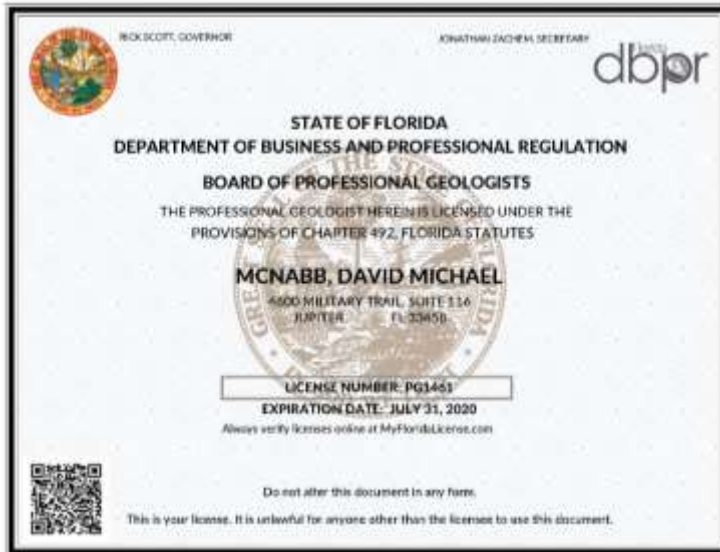 RICK SCOTT, GOVERNOR
JONATHAN ZACHEM, SECRETARY
dbpr
STATE OF FLORIDA
DEPARTMENT OF BUSINESS AND PROFESSIONAL REGULATION
BOARD OF PROFESSIONAL GEOLOGISTS
THE PROFESSIONAL GEOLOGIST HEREIN IS LICENSED UNDER THE
PROVISIONS OF CHAPTER 492, FLORIDA STATUTES
MCNABB, DAVID MICHAEL
4600 MILITARY TRAIL, SUITE 116
JUPITER FL 33458
LICENSE NUMBER: PG1461
EXPIRATION DATE: JULY 31, 2020
Always verify licenses online at MyFloridaLicense.com
Do not alter this document in any form.
This is your license. It is unlawful for anyone other than the licensee to use this document.